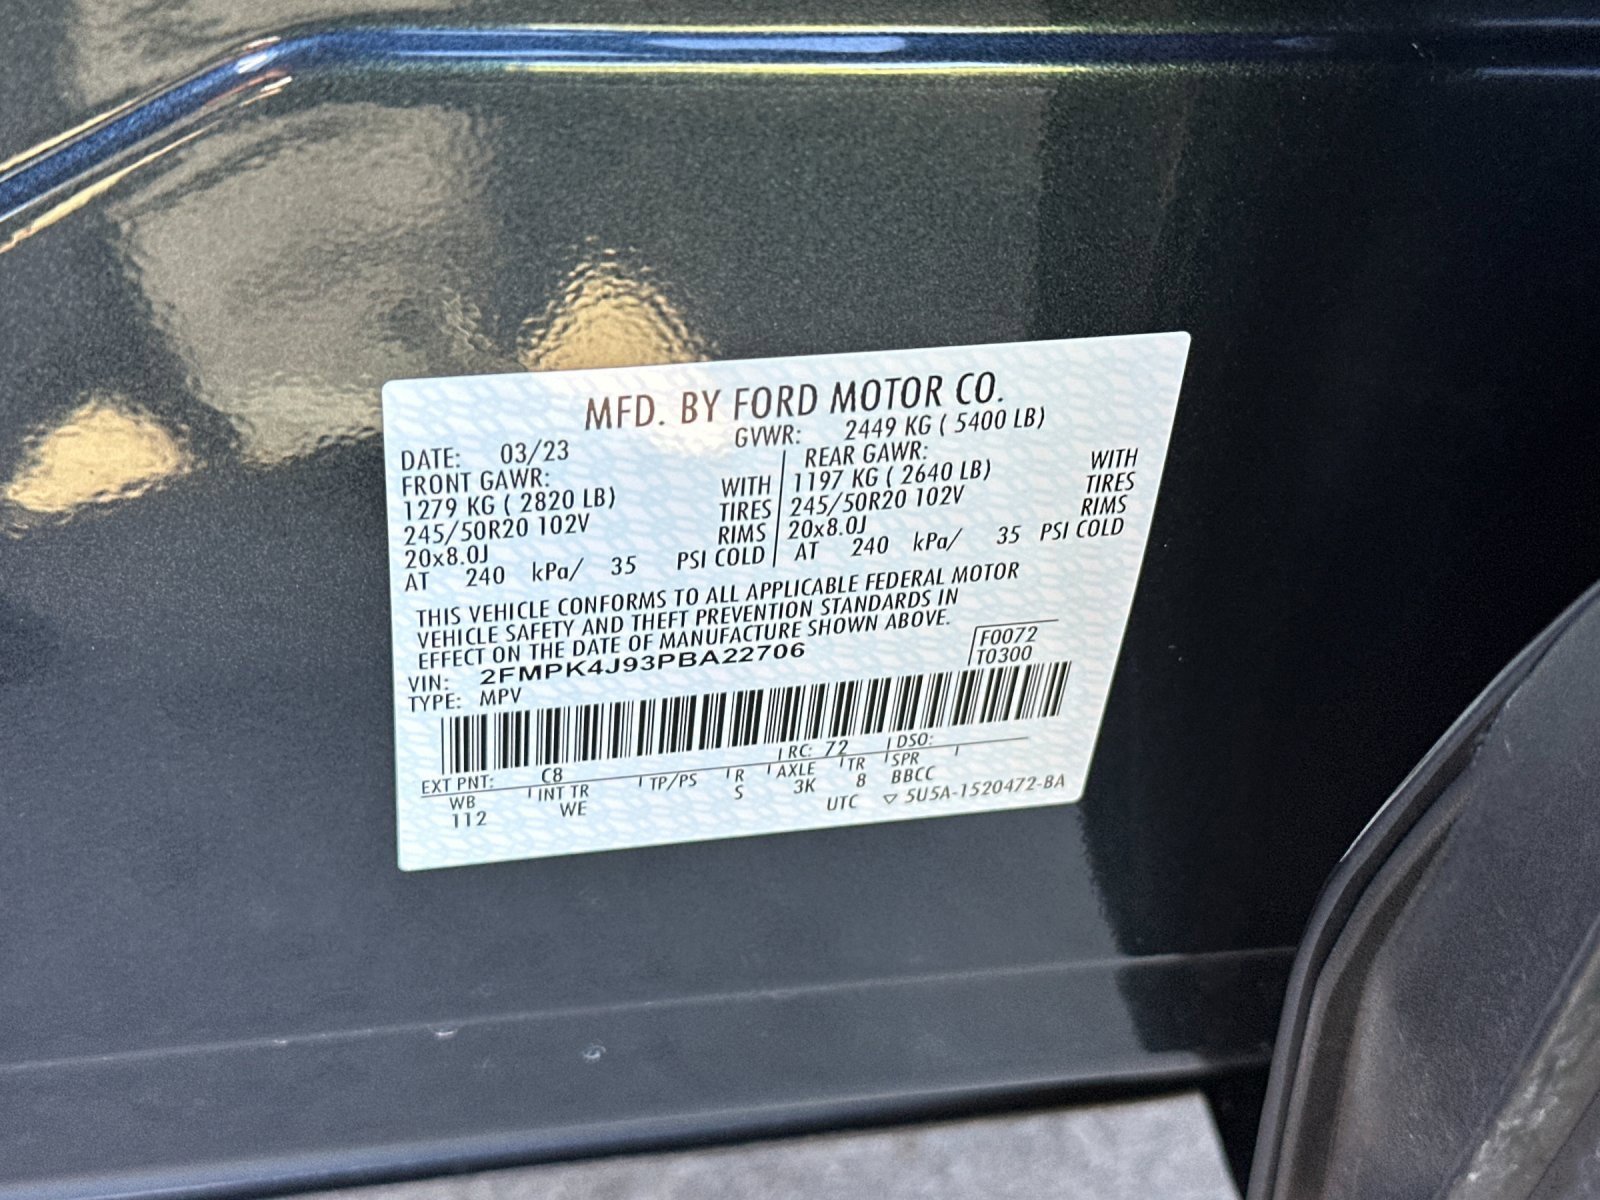 MFD. BY FORD MOTOR CO.
DATE: 03/23 GVWR: 2449 KG ( 5400 LB)
FRONT GAWR: REAR GAWR:
1279 KG ( 2820 LB) WITH 1197 KG ( 2640 LB) WITH
245/50R20 102V TIRES 245/50R20 102V TIRES
20x8.0J RIMS 20x8.0J RIMS
AT 240 kPa/ 35 PSI COLD AT 240 kPa/ 35 PSI COLD
THIS VEHICLE CONFORMS TO ALL APPLICABLE FEDERAL MOTOR
VEHICLE SAFETY AND THEFT PREVENTION STANDARDS IN
EFFECT ON THE DATE OF MANUFACTURE SHOWN ABOVE.
VIN: 2FMPK4J93PBA22706 F0072
TYPE: MPV T0300
EXT PNT: C8 RC: 72 DSO:
WB INT TR TP/PS R AXLE TR SPR
112 WE S 3K 8 BBCC
UTC ▽ 5U5A-1520472-BA